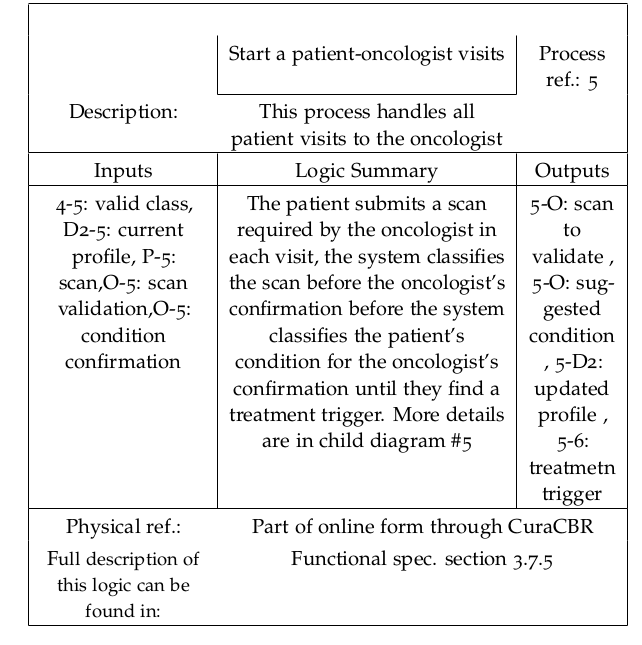 Start a patient-oncologist visits
Process
ref.: 5
Description:
This process handles all
patient visits to the oncologist
Inputs
Logic Summary
Outputs
4-5: valid class,
D2-5: current
profile, P-5:
scan,O-5: scan
validation,O-5:
condition
confirmation
The patient submits a scan
required by the oncologist in
each visit, the system classifies
the scan before the oncologist's
confirmation before the system
classifies the patient's
condition for the oncologist's
confirmation until they find a
treatment trigger. More details
are in child diagram #5
5-O: scan
to
validate ,
5-O: sug-
gested
condition
, 5-D2:
updated
profile ,
5-6:
treatmetn
trigger
Physical ref.:
Part of online form through CuraCBR
Full description of
this logic can be
found in:
Functional spec. section 3.7.5